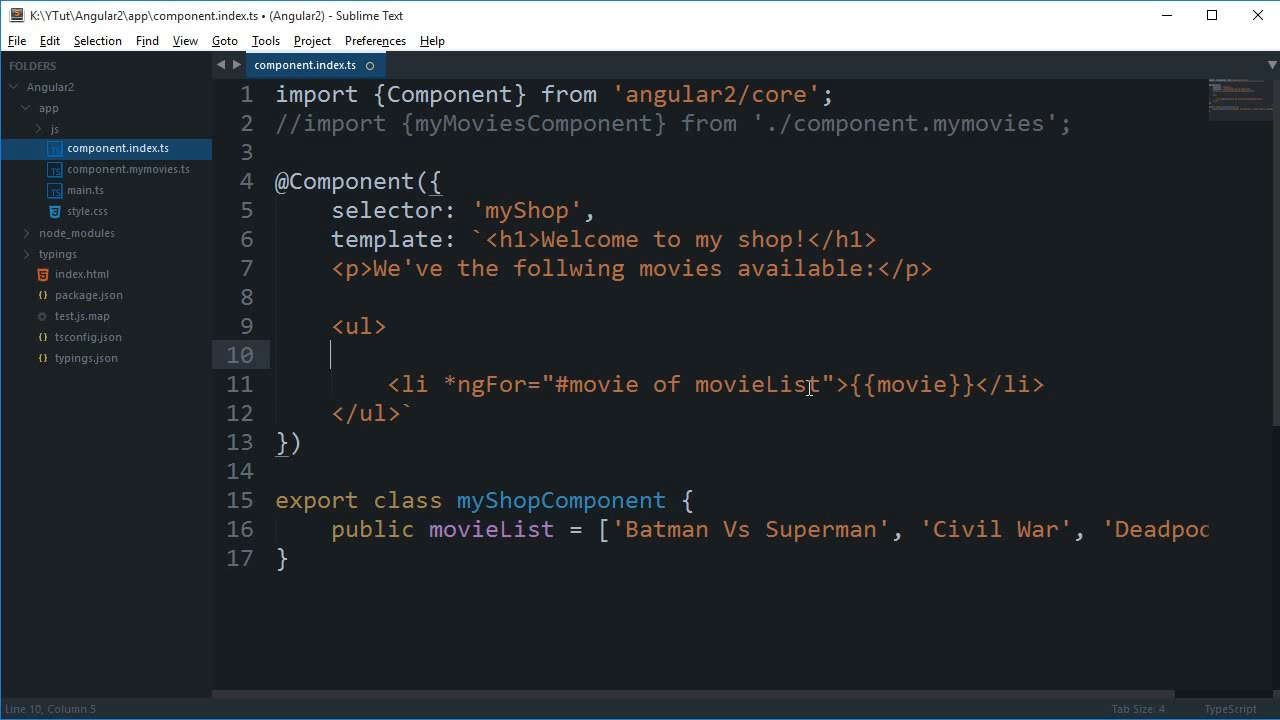 K:\YTut\Angular2\app\component.index.ts • (Angular2) - Sublime Text
File Edit Selection Find View Goto Tools Project Preferences Help
FOLDERS
Angular2
app
js
component.index.ts
component.mymovies.ts
main.ts
style.css
node_modules
typings
index.html
package.json
test.js.map
tsconfig.json
typings.json
component.index.ts
1 import {Component} from 'angular2/core';
2 //import {myMoviesComponent} from './component.mymovies';
3
4 @Component({
5 selector: 'myShop',
6 template: `<h1>Welcome to my shop!</h1>
7 <p>We've the follwing movies available:</p>
8
9 <ul>
10
11 <li *ngFor="#movie of movieList">{{movie}}</li>
12 </ul>`
13 })
14
15 export class myShopComponent {
16 public movieList = ['Batman Vs Superman', 'Civil War', 'Deadpoo
17 }
Line 10, Column 5 Tab Size: 4 TypeScript